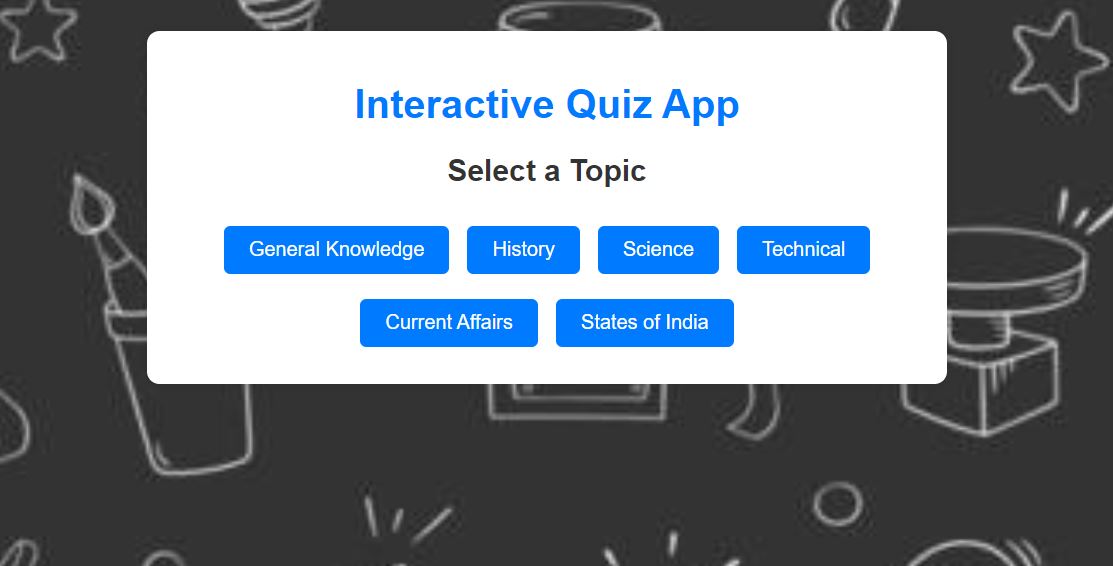 Interactive Quiz App
Select a Topic
General Knowledge History Science Technical
Current Affairs States of India